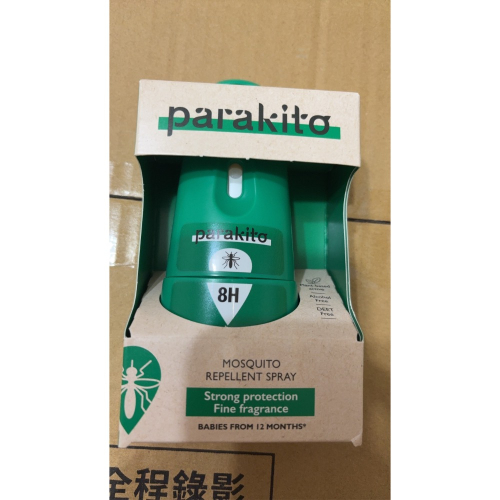 parakito
parakito
8H
Alcohol
Free
DEET
Free
MOSQUITO
REPELLENT SPRAY
Strong protection
Fine fragrance
BABIES FROM 12 MONTHS*
全程錄影